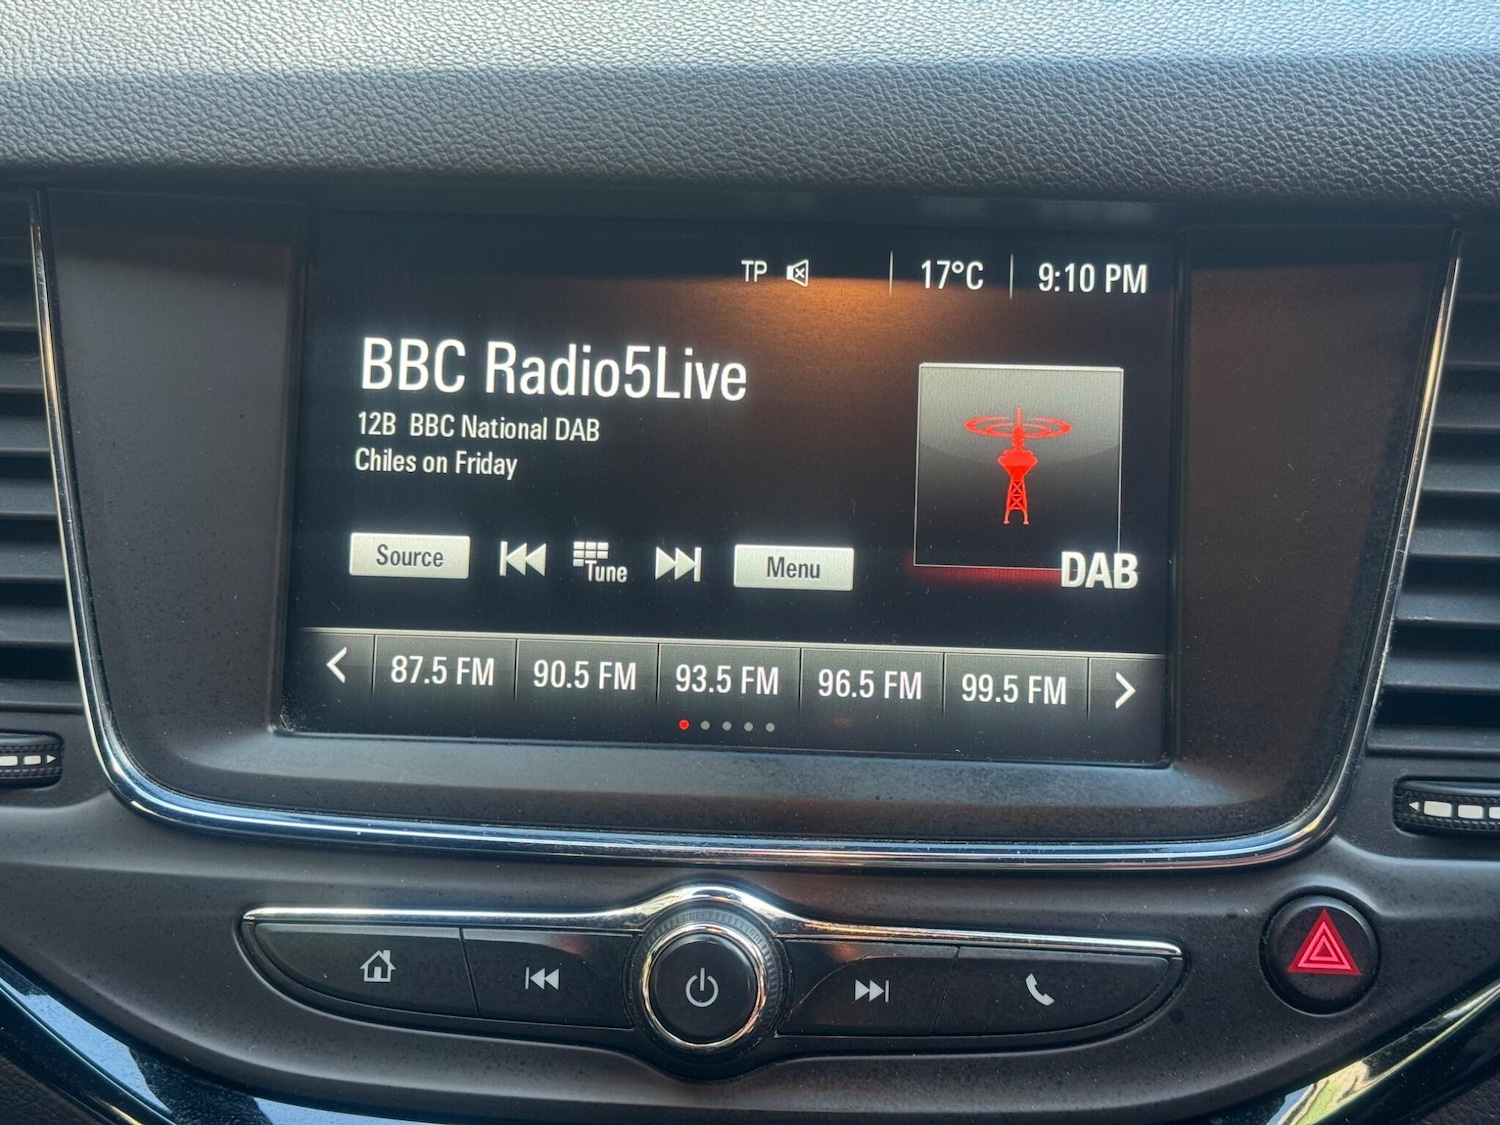 TP 17°C 9:10 PM
BBC Radio5Live
12B BBC National DAB
Chiles on Friday
DAB
Source Tune Menu
87.5 FM 90.5 FM 93.5 FM 96.5 FM 99.5 FM